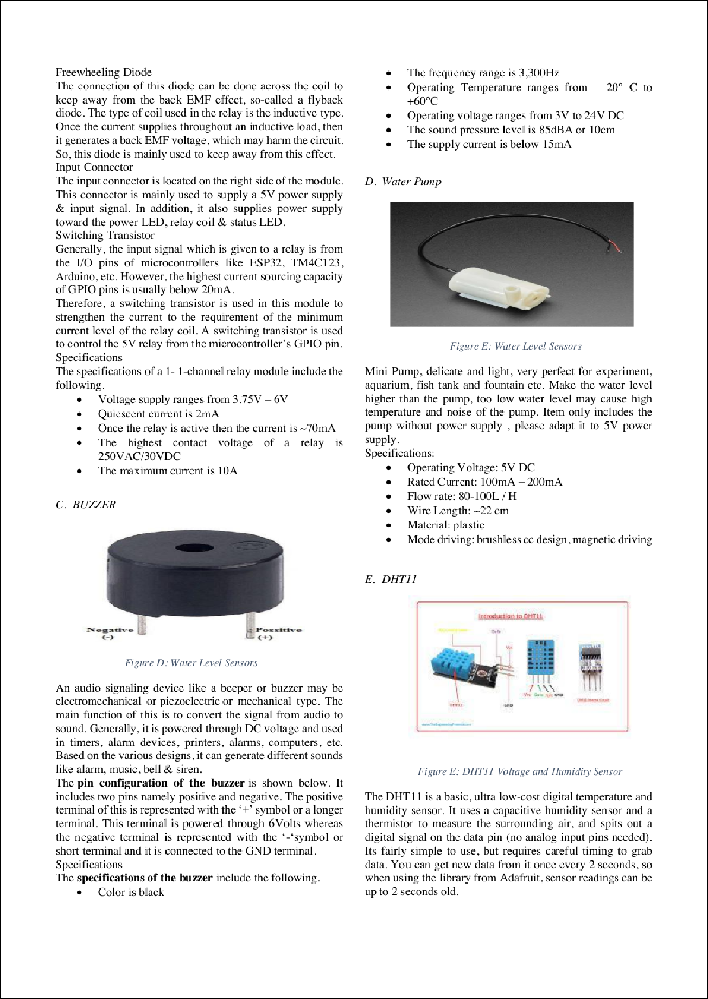 Freewheeling Diode
The connection of this diode can be done across the coil to
keep away from the back EMF effect, so-called a flyback
diode. The type of coil used in the relay is the inductive type.
Once the current supplies throughout an inductive load, then
it generates a back EMF voltage, which may harm the circuit.
So, this diode is mainly used to keep away from this effect.
Input Connector
The input connector is located on the right side of the module.
This connector is mainly used to supply a 5V power supply
& input signal. In addition, it also supplies power supply
toward the power LED, relay coil & status LED.
Switching Transistor
Generally, the input signal which is given to a relay is from
the I/O pins of microcontrollers like ESP32, TM4C123,
Arduino, etc. However, the highest current sourcing capacity
of GPIO pins is usually below 20mA.
Therefore, a switching transistor is used in this module to
strengthen the current to the requirement of the minimum
current level of the relay coil. A switching transistor is used
to control the 5V relay from the microcontroller’s GPIO pin.
Specifications
The specifications of a 1- 1-channel relay module include the
following.
• Voltage supply ranges from 3.75V – 6V
• Quiescent current is 2mA
• Once the relay is active then the current is ~70mA
• The highest contact voltage of a relay is
250VAC/30VDC
• The maximum current is 10A
C. BUZZER
Negative
(-)
Possitive
(+)
Figure D: Water Level Sensors
An audio signaling device like a beeper or buzzer may be
electromechanical or piezoelectric or mechanical type. The
main function of this is to convert the signal from audio to
sound. Generally, it is powered through DC voltage and used
in timers, alarm devices, printers, alarms, computers, etc.
Based on the various designs, it can generate different sounds
like alarm, music, bell & siren.
The pin configuration of the buzzer is shown below. It
includes two pins namely positive and negative. The positive
terminal of this is represented with the ‘+’ symbol or a longer
terminal. This terminal is powered through 6Volts whereas
the negative terminal is represented with the ‘-‘symbol or
short terminal and it is connected to the GND terminal.
Specifications
The specifications of the buzzer include the following.
• Color is black
• The frequency range is 3,300Hz
• Operating Temperature ranges from – 20° C to
+60°C
• Operating voltage ranges from 3V to 24V DC
• The sound pressure level is 85dBA or 10cm
• The supply current is below 15mA
D. Water Pump
Figure E: Water Level Sensors
Mini Pump, delicate and light, very perfect for experiment,
aquarium, fish tank and fountain etc. Make the water level
higher than the pump, too low water level may cause high
temperature and noise of the pump. Item only includes the
pump without power supply , please adapt it to 5V power
supply.
Specifications:
• Operating Voltage: 5V DC
• Rated Current: 100mA – 200mA
• Flow rate: 80-100L / H
• Wire Length: ~22 cm
• Material: plastic
• Mode driving: brushless cc design, magnetic driving
E. DHT11
Introduction to DHT11
Data
Vcc
DHT11
GND
Vcc Data N/C GND
www.TheEngineeringProjects.com
Figure E: DHT11 Voltage and Humidity Sensor
The DHT11 is a basic, ultra low-cost digital temperature and
humidity sensor. It uses a capacitive humidity sensor and a
thermistor to measure the surrounding air, and spits out a
digital signal on the data pin (no analog input pins needed).
Its fairly simple to use, but requires careful timing to grab
data. You can get new data from it once every 2 seconds, so
when using the library from Adafruit, sensor readings can be
up to 2 seconds old.